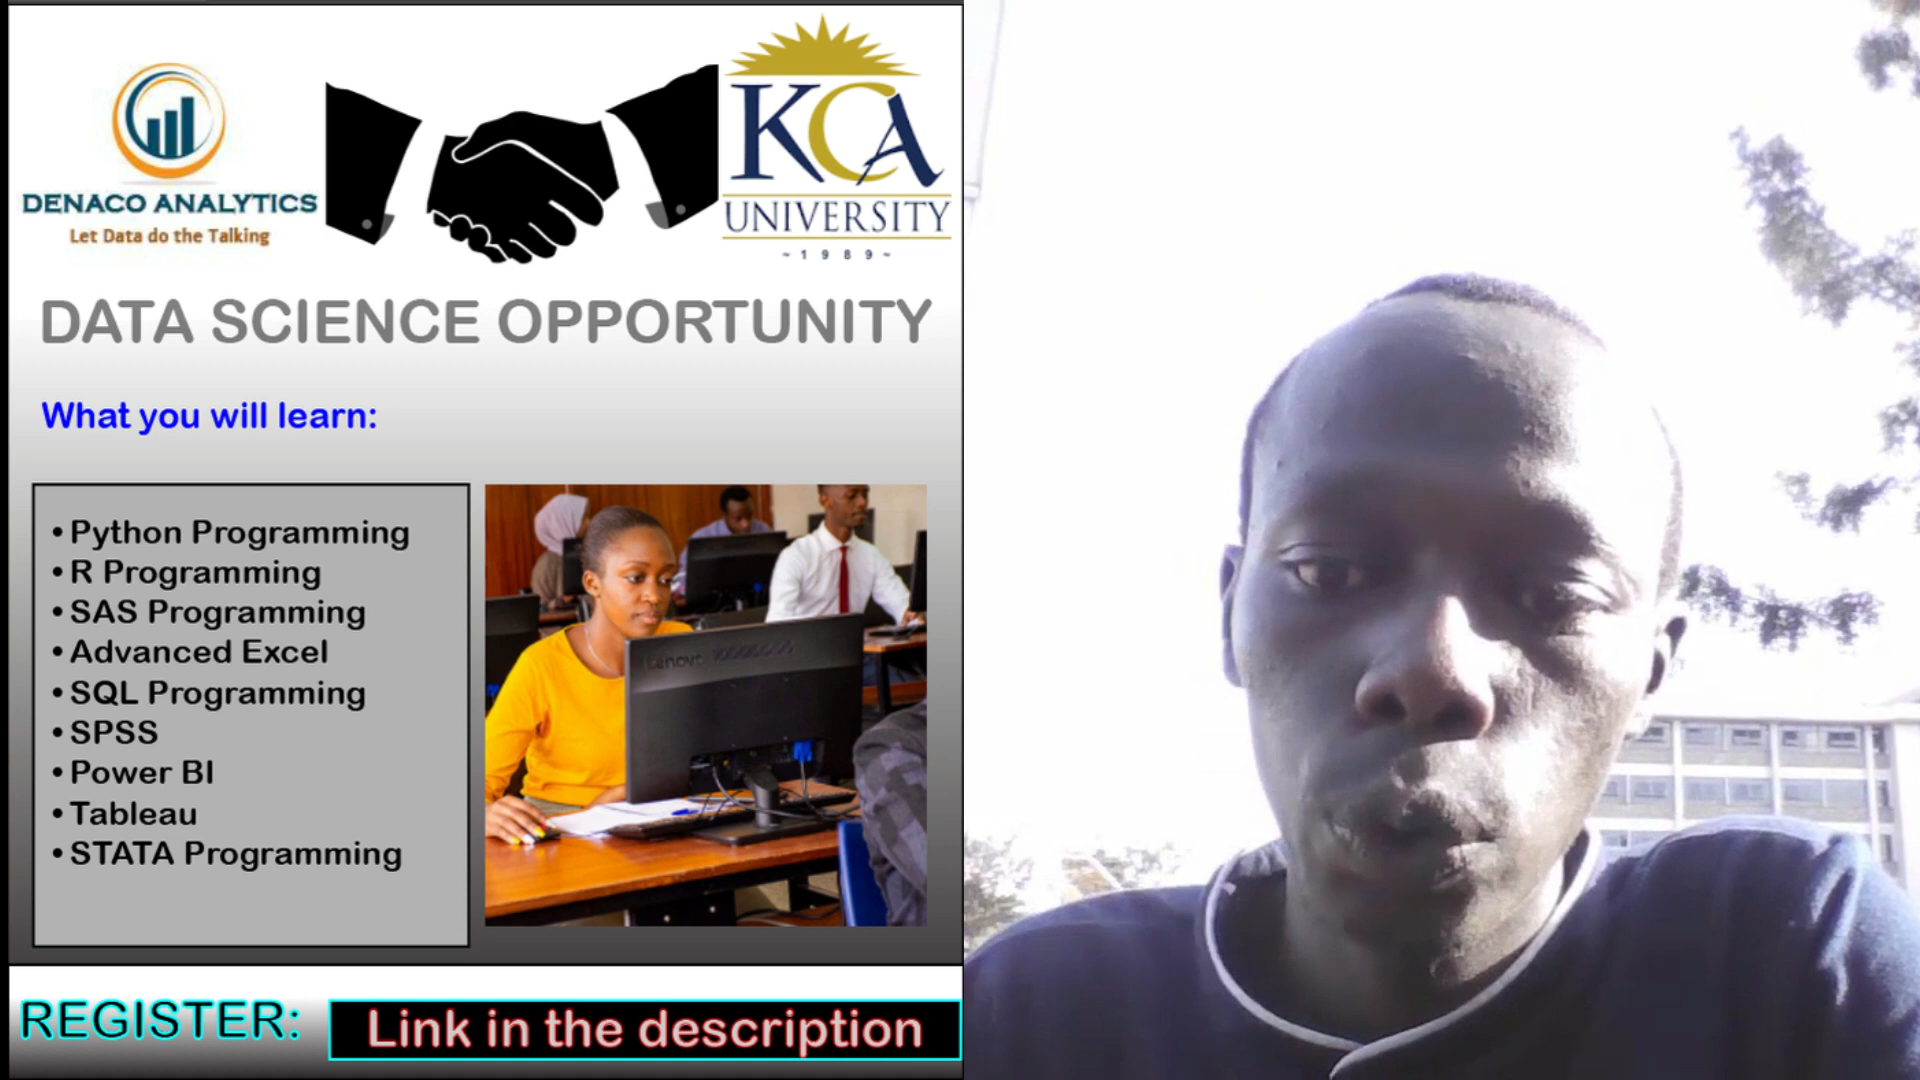 DENACO ANALYTICS
Let Data do the Talking
KCA
UNIVERSITY
~1989~
DATA SCIENCE OPPORTUNITY
What you will learn:
• Python Programming
• R Programming
• SAS Programming
• Advanced Excel
• SQL Programming
• SPSS
• Power BI
• Tableau
• STATA Programming
Lenovo
REGISTER:
Link in the description